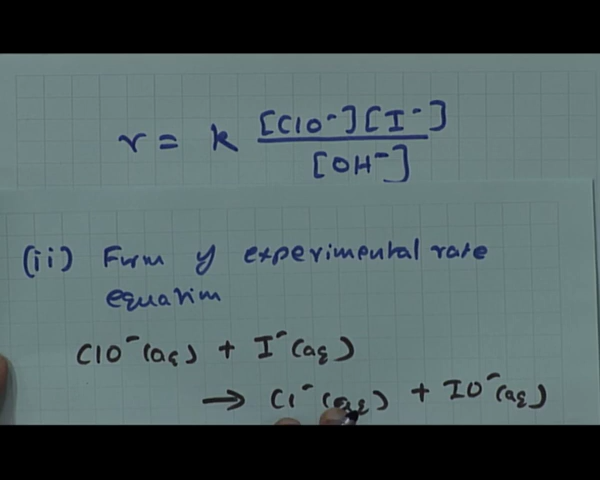 r = k [ClO⁻][I⁻] / [OH⁻]
(ii) Form of experimental rate
equation
ClO⁻(aq) + I⁻(aq)
→ Cl⁻(aq) + IO⁻(aq)